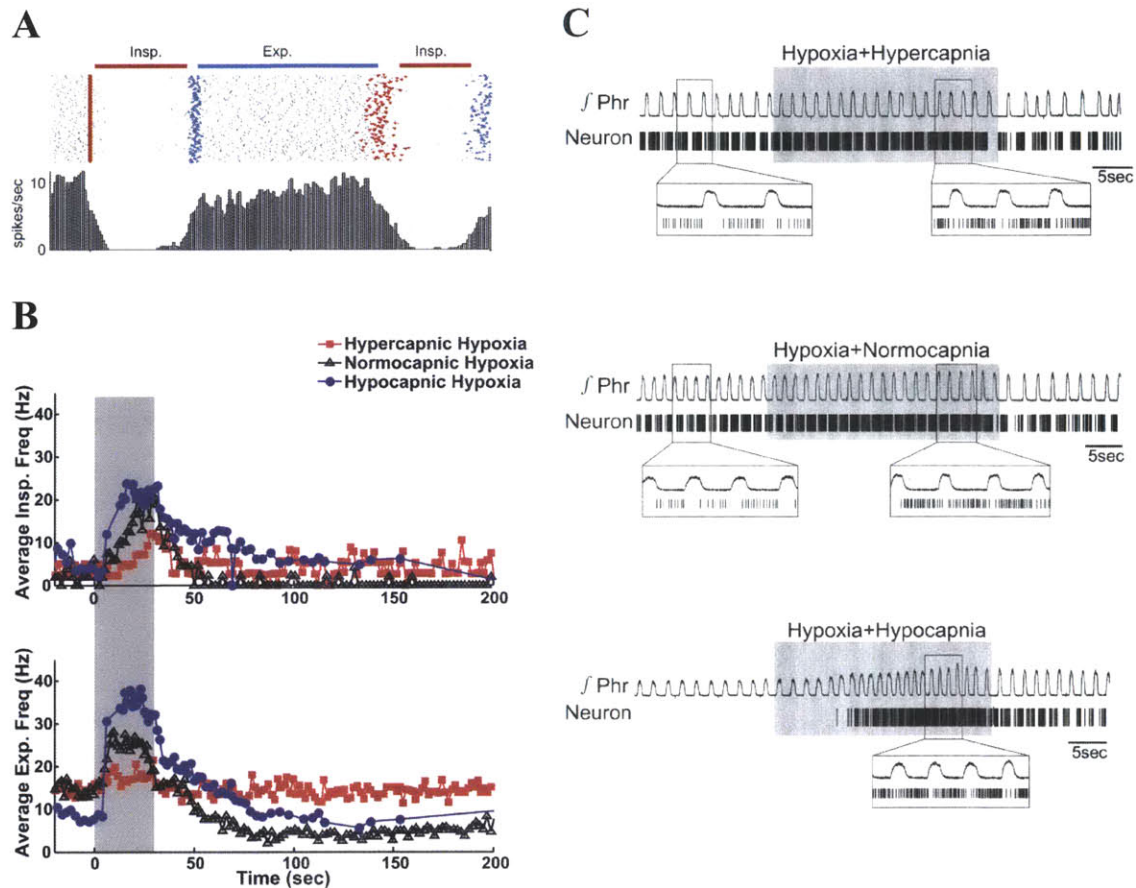 A
Insp.
Exp.
Insp.
spikes/sec
10
0
B
Hypercapnic Hypoxia
Normocapnic Hypoxia
Hypocapnic Hypoxia
Average Insp. Freq (Hz)
40
30
20
10
0
0
50
100
150
200
Average Exp. Freq (Hz)
40
30
20
10
0
0
50
100
150
200
Time (sec)
C
Hypoxia+Hypercapnia
∫ Phr
Neuron
5sec
Hypoxia+Normocapnia
∫ Phr
Neuron
5sec
Hypoxia+Hypocapnia
∫ Phr
Neuron
5sec